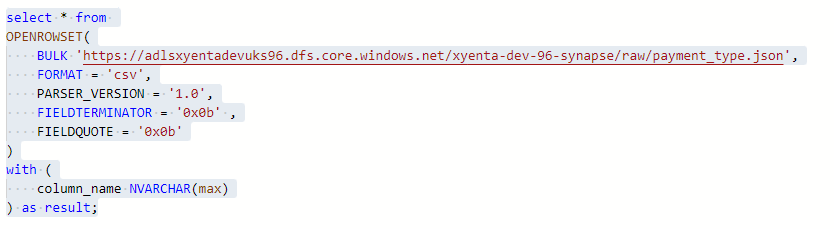 select * from
OPENROWSET(
    BULK 'https://adlsxyentadevuks96.dfs.core.windows.net/xyenta-dev-96-synapse/raw/payment_type.json',
    FORMAT = 'csv',
    PARSER_VERSION = '1.0',
    FIELDTERMINATOR = '0x0b' ,
    FIELDQUOTE = '0x0b'
)
with (
    column_name NVARCHAR(max)
) as result;